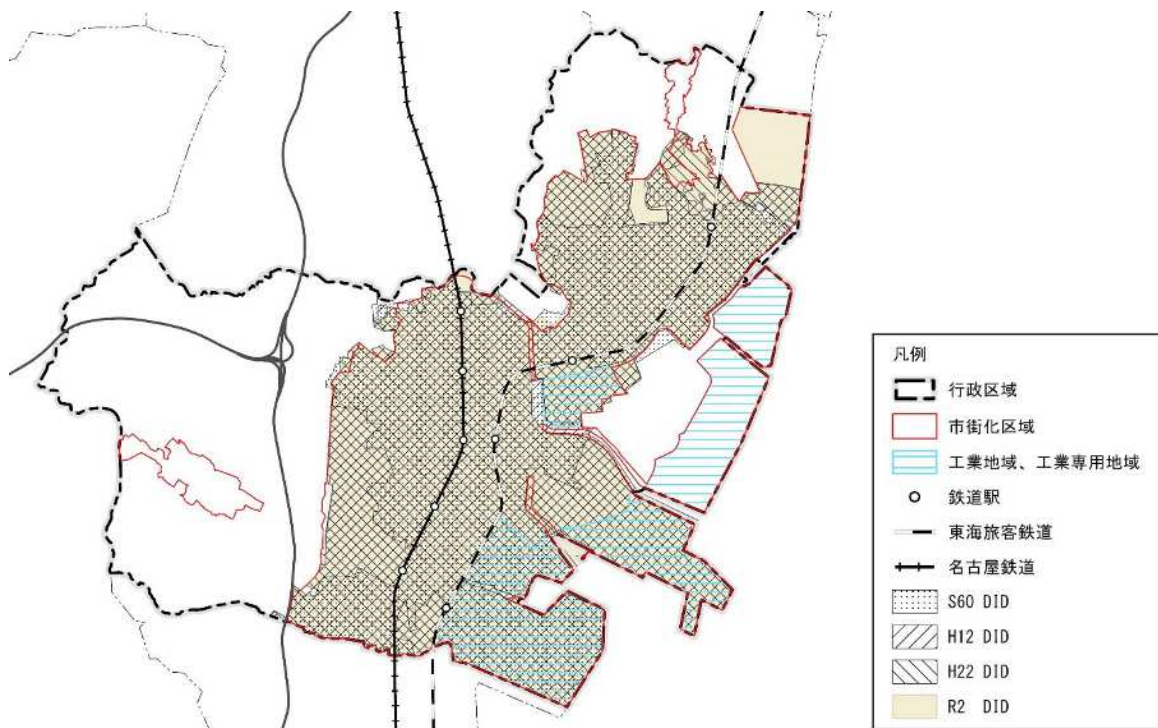 凡例
行政区域
市街化区域
工業地域、工業専用地域
鉄道駅
東海旅客鉄道
名古屋鉄道
S60 DID
H12 DID
H22 DID
R2 DID